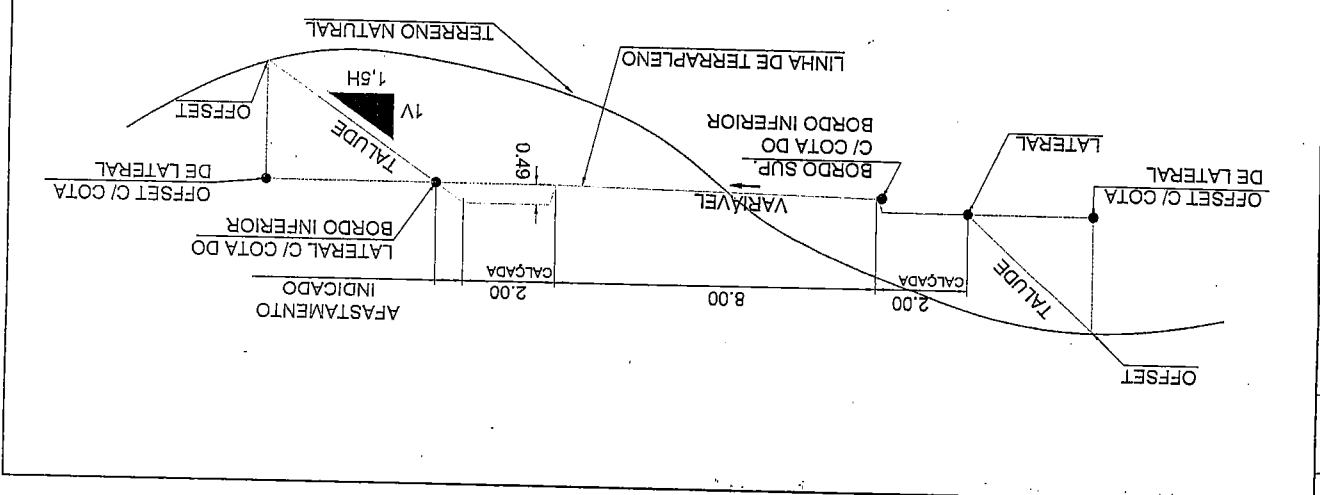 OFFSET
AFASTAMENTO
INDICADO
2.00
8.00
2.00
CALÇADA
CALÇADA
TALUDE
LATERAL C/ COTA DO
BORDO INFERIOR
OFFSET C/ COTA
DE LATERAL
VARIÁVEL
OFFSET C/ COTA
DE LATERAL
LATERAL
BORDO SUP.
C/ COTA DO
BORDO INFERIOR
0.49
TALUDE
1V
1,5H
OFFSET
LINHA DE TERRAPLENO
TERRENO NATURAL